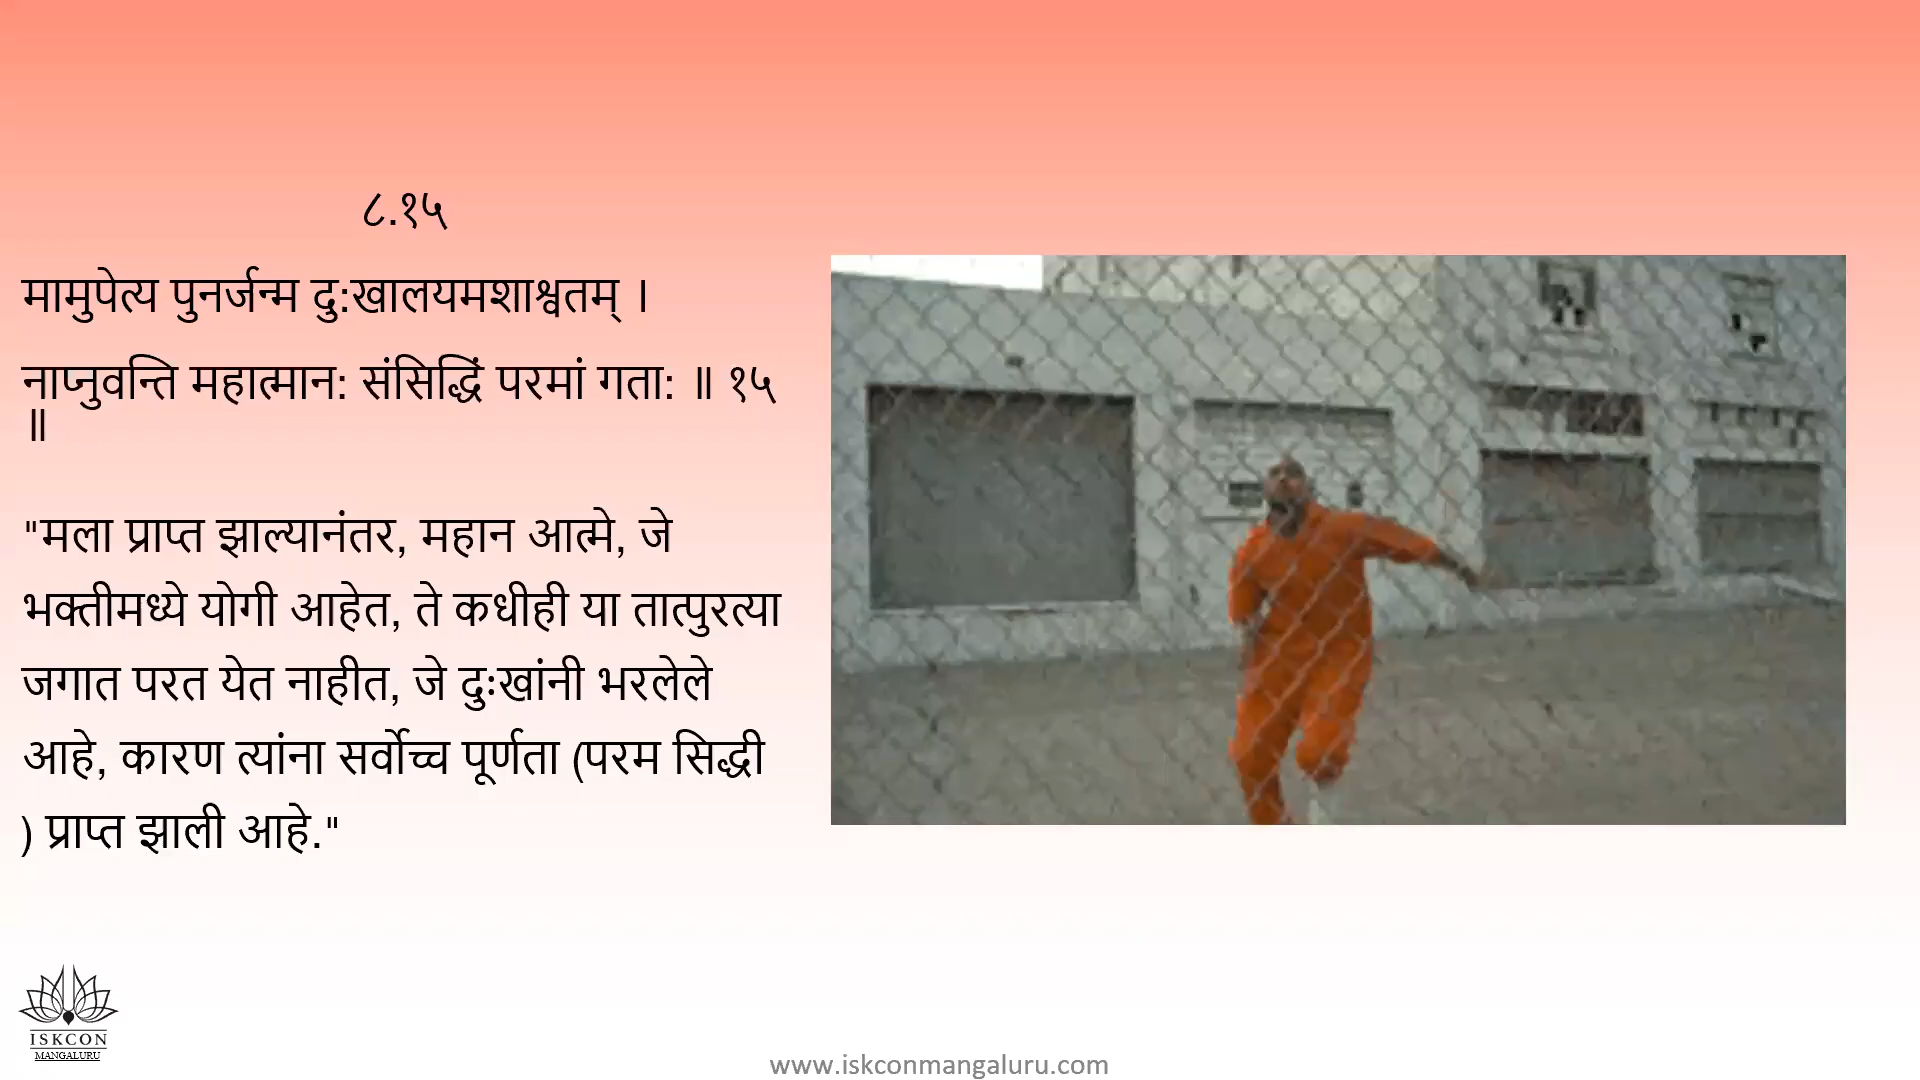 ८.१५
मामुपेत्य पुनर्जन्म दु:खालयमशाश्वतम् ।
नाप्नुवन्ति महात्मान: संसिद्धिं परमां गता: ॥ १५
॥
"मला प्राप्त झाल्यानंतर, महान आत्मे, जे
भक्तीमध्ये योगी आहेत, ते कधीही या तात्पुरत्या
जगात परत येत नाहीत, जे दुःखांनी भरलेले
आहे, कारण त्यांना सर्वोच्च पूर्णता (परम सिद्धी
) प्राप्त झाली आहे."
ISKCON
MANGALURU
www.iskconmangaluru.com